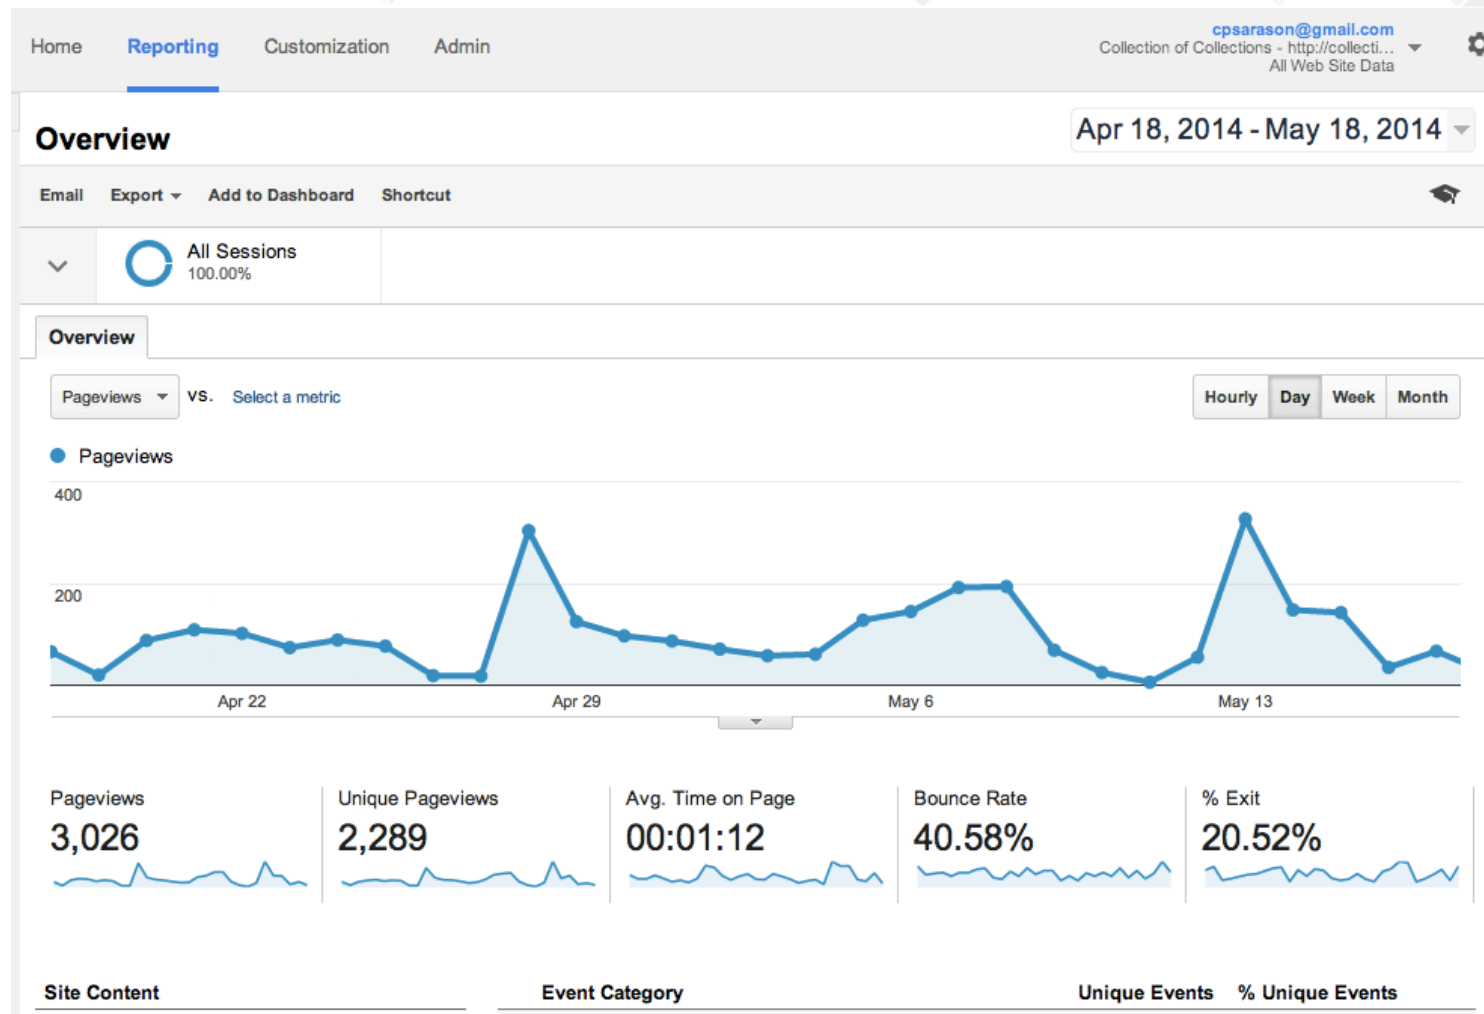 Home Reporting Customization Admin
cpsarason@gmail.com
Collection of Collections - http://collecti...
All Web Site Data
Overview
Apr 18, 2014 - May 18, 2014
Email Export Add to Dashboard Shortcut
All Sessions
100.00%
Overview
Pageviews VS. Select a metric
Hourly Day Week Month
Pageviews
400
200
Apr 22 Apr 29 May 6 May 13
Pageviews Unique Pageviews Avg. Time on Page Bounce Rate % Exit
3,026 2,289 00:01:12 40.58% 20.52%
Site Content Event Category Unique Events % Unique Events